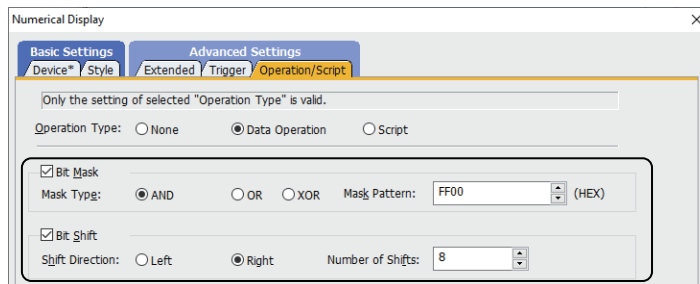 Numerical Display
Basic Settings Advanced Settings
Device* Style Extended Trigger Operation/Script
Only the setting of selected "Operation Type" is valid.
Operation Type: None Data Operation Script
Bit Mask
Mask Type: AND OR XOR Mask Pattern: FF00 (HEX)
Bit Shift
Shift Direction: Left Right Number of Shifts: 8